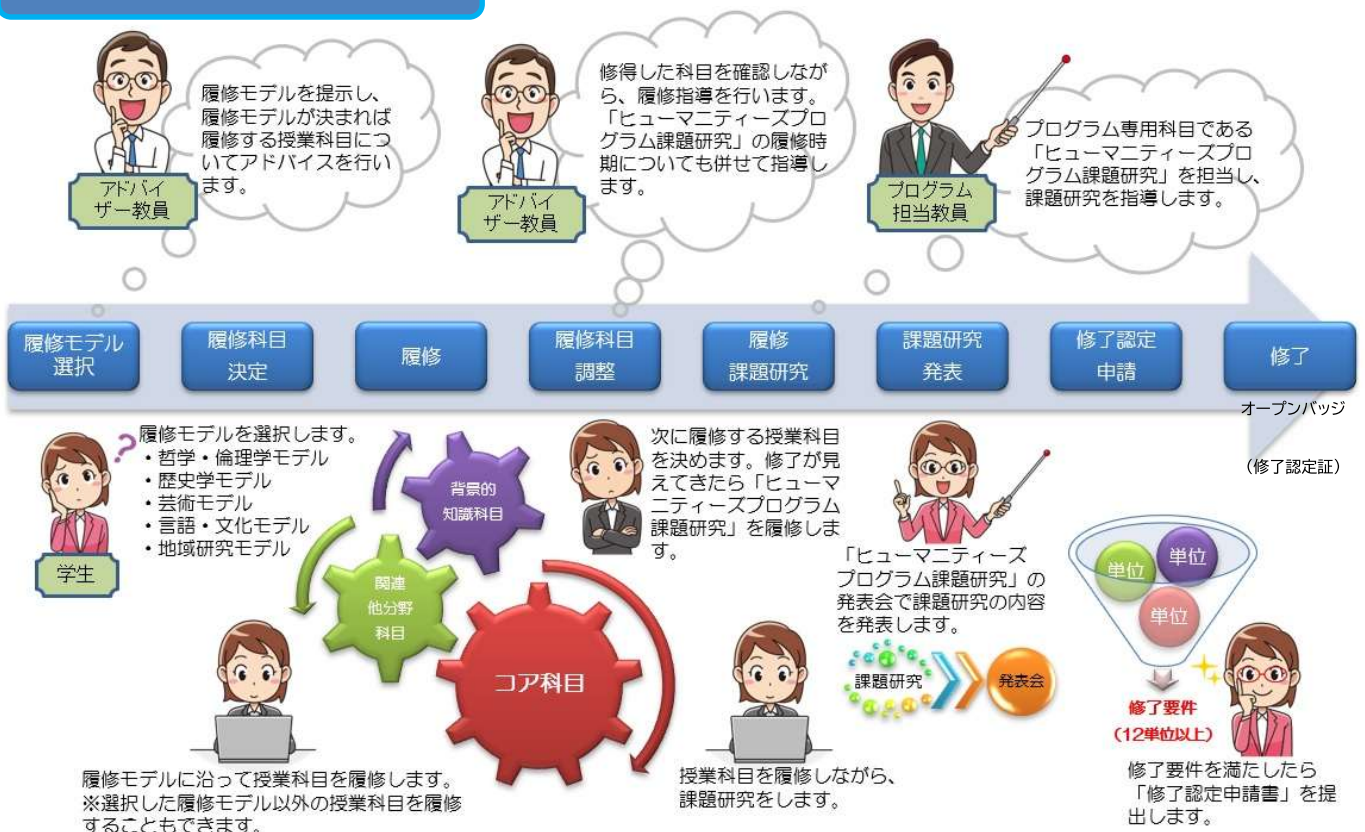 履修モデルを提示し、
履修モデルが決まれば
履修する授業科目につ
いてアドバイスを行い
ます。
アドバイ
ザー教員
修得した科目を確認しなが
ら、履修指導を行います。
「ヒューマニティーズプロ
グラム課題研究」の履修時
期についても併せて指導し
ます。
アドバイ
ザー教員
プログラム専用科目である
「ヒューマニティーズプロ
グラム課題研究」を担当し、
課題研究を指導します。
プログラム
担当教員
履修モデル
選択
履修科目
決定
履修
履修科目
調整
履修
課題研究
課題研究
発表
修了認定
申請
修了
オープンバッジ
(修了認定証)
?
履修モデルを選択します。
・哲学・倫理学モデル
・歴史学モデル
・芸術モデル
・言語・文化モデル
・地域研究モデル
学生
背景的
知識科目
関連
他分野
科目
コア科目
履修モデルに沿って授業科目を履修します。
※選択した履修モデル以外の授業科目を履修
することもできます。
次に履修する授業科目
を決めます。修了が見
えてきたら「ヒューマ
ニティーズプログラム
課題研究」を履修しま
す。
授業科目を履修しながら、
課題研究をします。
「ヒューマニティーズ
プログラム課題研究」の
発表会で課題研究の内容
を発表します。
課題研究
発表会
単位
単位
単位
修了要件
(12単位以上)
修了要件を満たしたら
「修了認定申請書」を提
出します。